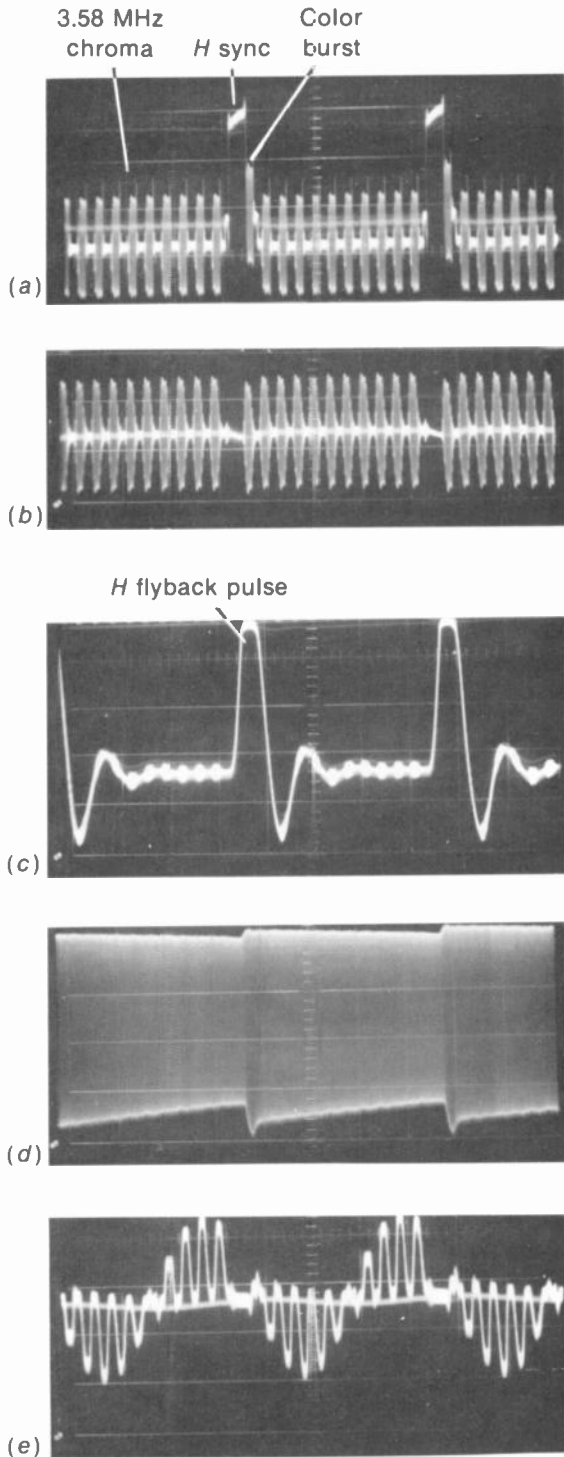 3.58 MHz
chroma
H sync
Color
burst
(a)
(b)
H flyback pulse
(c)
(d)
(e)